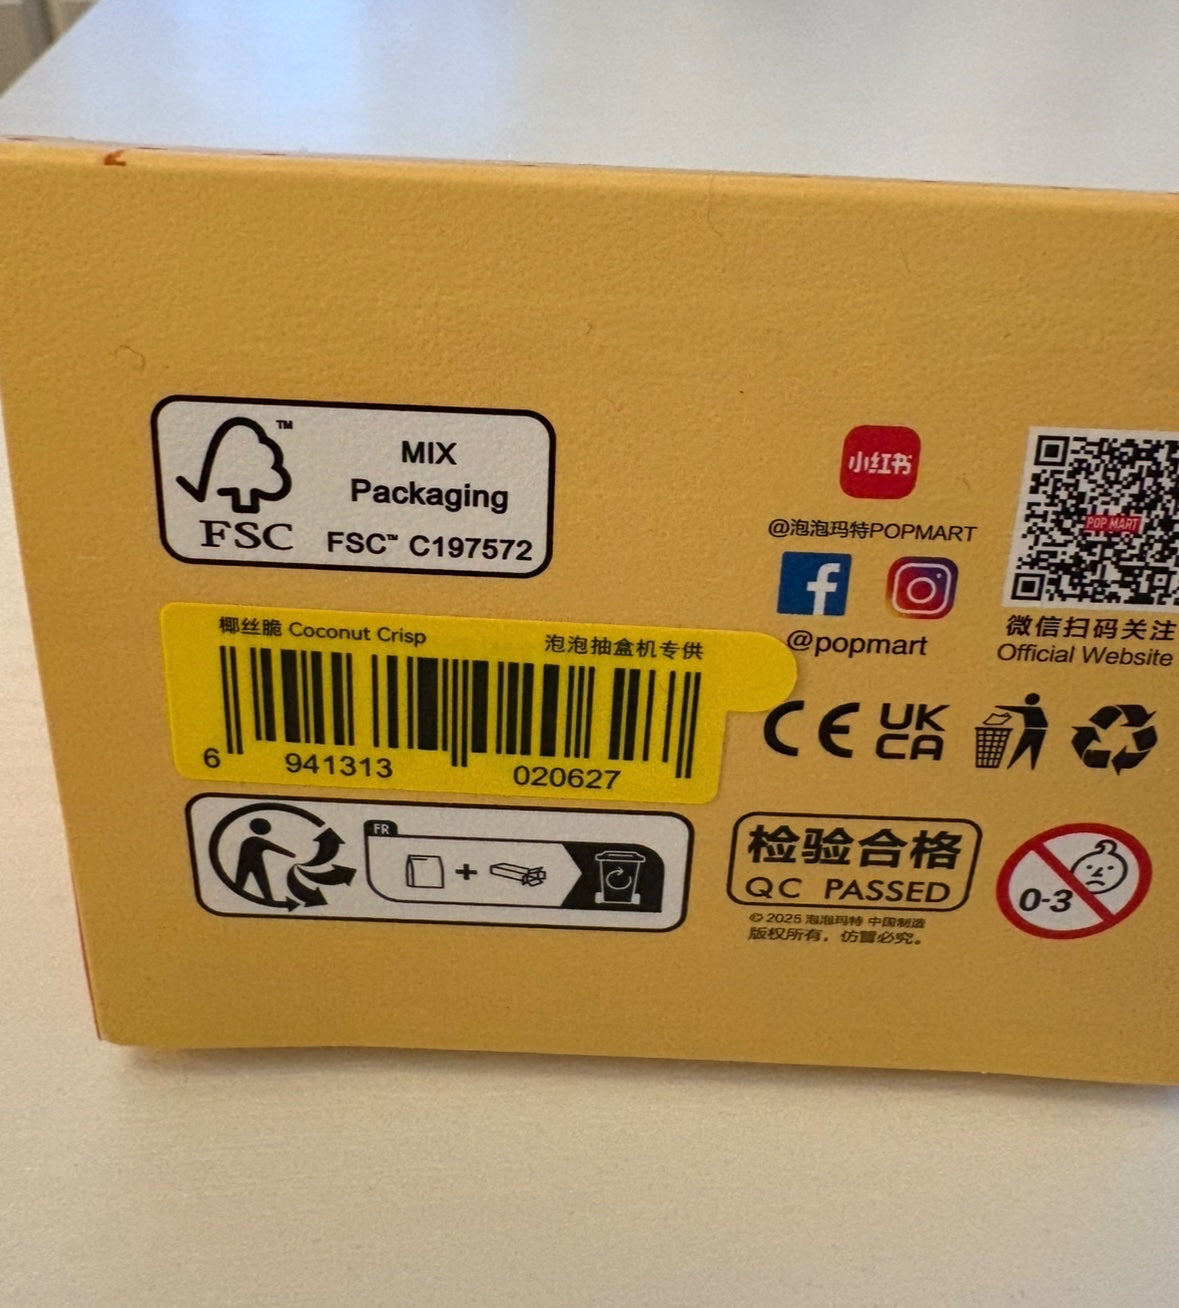 ™
FSC
MIX
Packaging
FSC™ C197572
小红书
@泡泡玛特POPMART
@popmart
POP MART
微信扫码关注
Official Website
椰丝脆 Coconut Crisp
泡泡抽盒机专供
6 941313 020627
CE
UK
CA
FR
检验合格
QC PASSED
© 2025 泡泡玛特 中国制造
版权所有，仿冒必究。
0-3